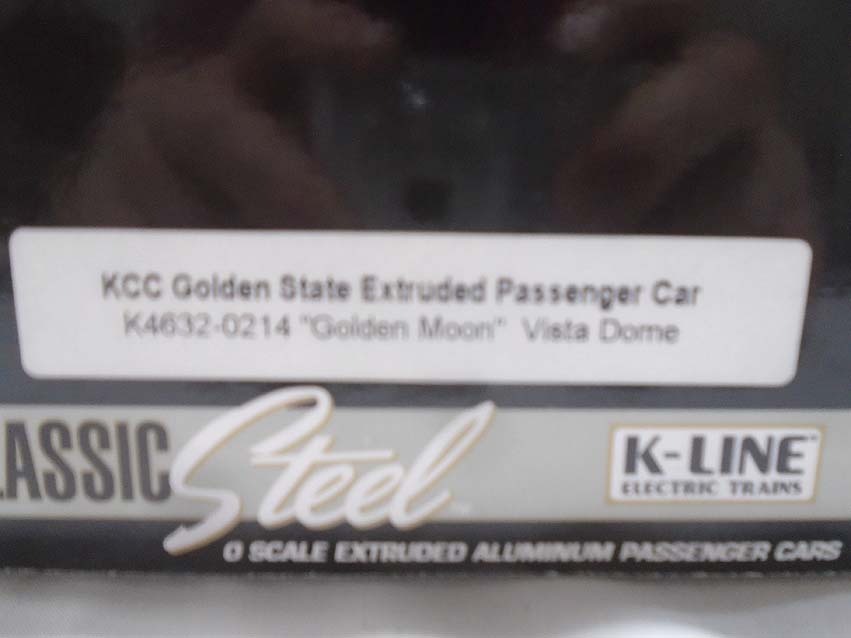 KCC Golden State Extruded Passenger Car
K4632-0214 "Golden Moon" Vista Dome
LASSIC Steel™
K-LINE
ELECTRIC TRAINS
O SCALE EXTRUDED ALUMINUM PASSENGER CARS